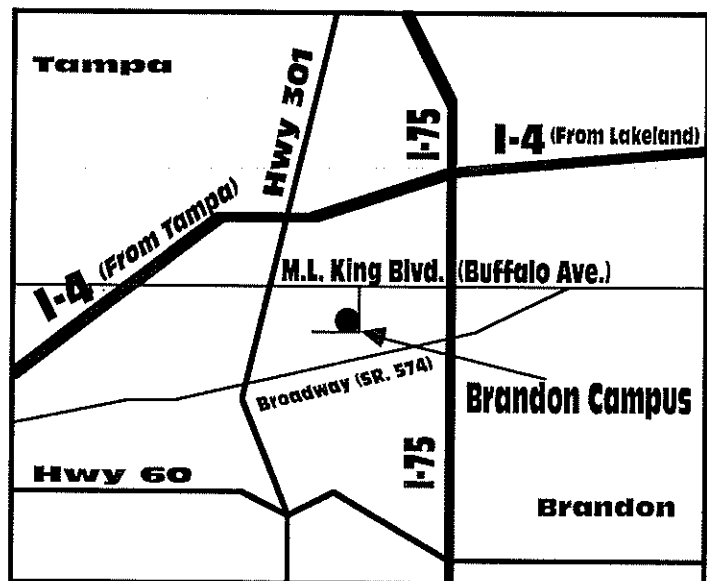 Tampa
Hwy 301
I-75
I-4 (From Lakeland)
I-4 (From Tampa)
M.L. King Blvd. (Buffalo Ave.)
Broadway (SR. 574)
Brandon Campus
I-75
Hwy 60
Brandon